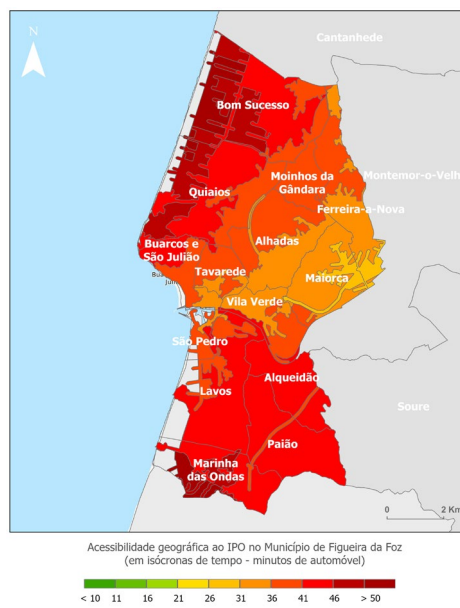 N
Cantanhede
Bom Sucesso
Moinhos da
Gândara
Montemor-o-Velh
Quiaios
Ferreira-a-Nova
Buarcos e
São Julião
Alhadas
Tavarede
Maiorca
Vila Verde
São Pedro
Alqueidão
Lavos
Soure
Paião
Marinha
das Ondas
0 2 Km
Acessibilidade geográfica ao IPO no Município de Figueira da Foz
(em isócronas de tempo - minutos de automóvel)
< 10 11 16 21 26 31 36 41 46 > 50